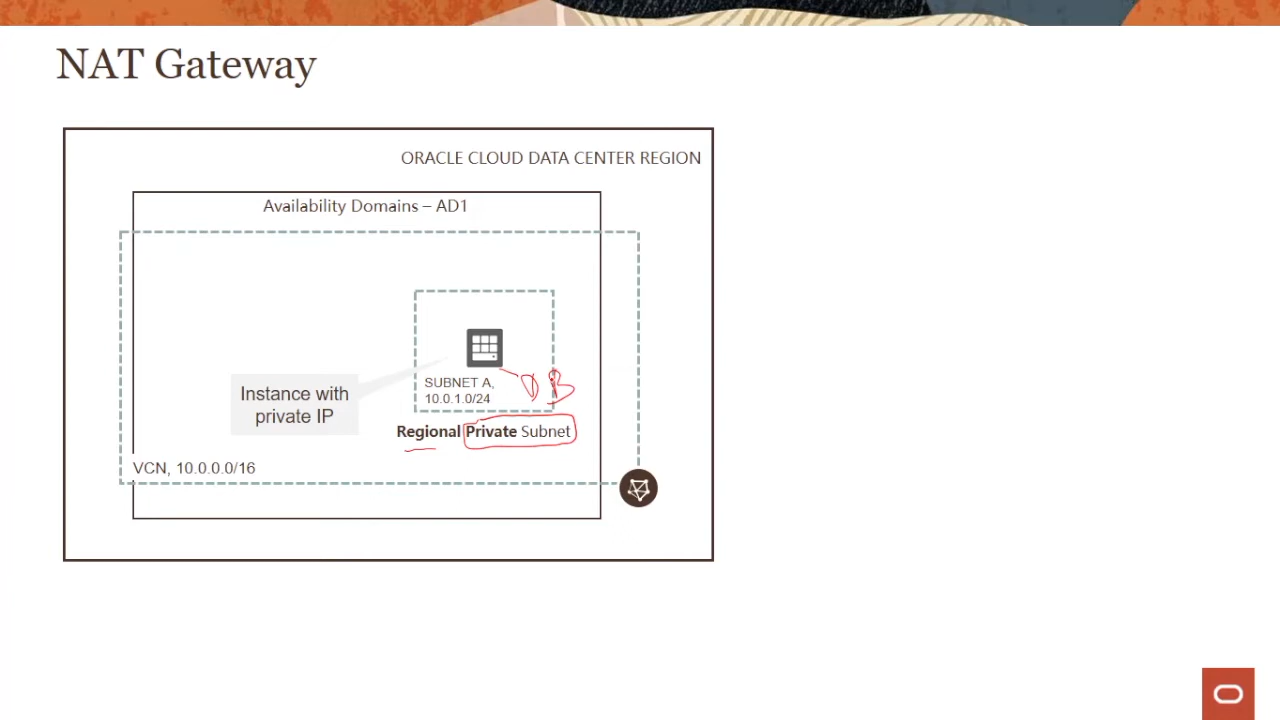 NAT Gateway
ORACLE CLOUD DATA CENTER REGION
Availability Domains – AD1
Instance with
private IP
SUBNET A,
10.0.1.0/24
DB
Regional Private Subnet
VCN, 10.0.0.0/16